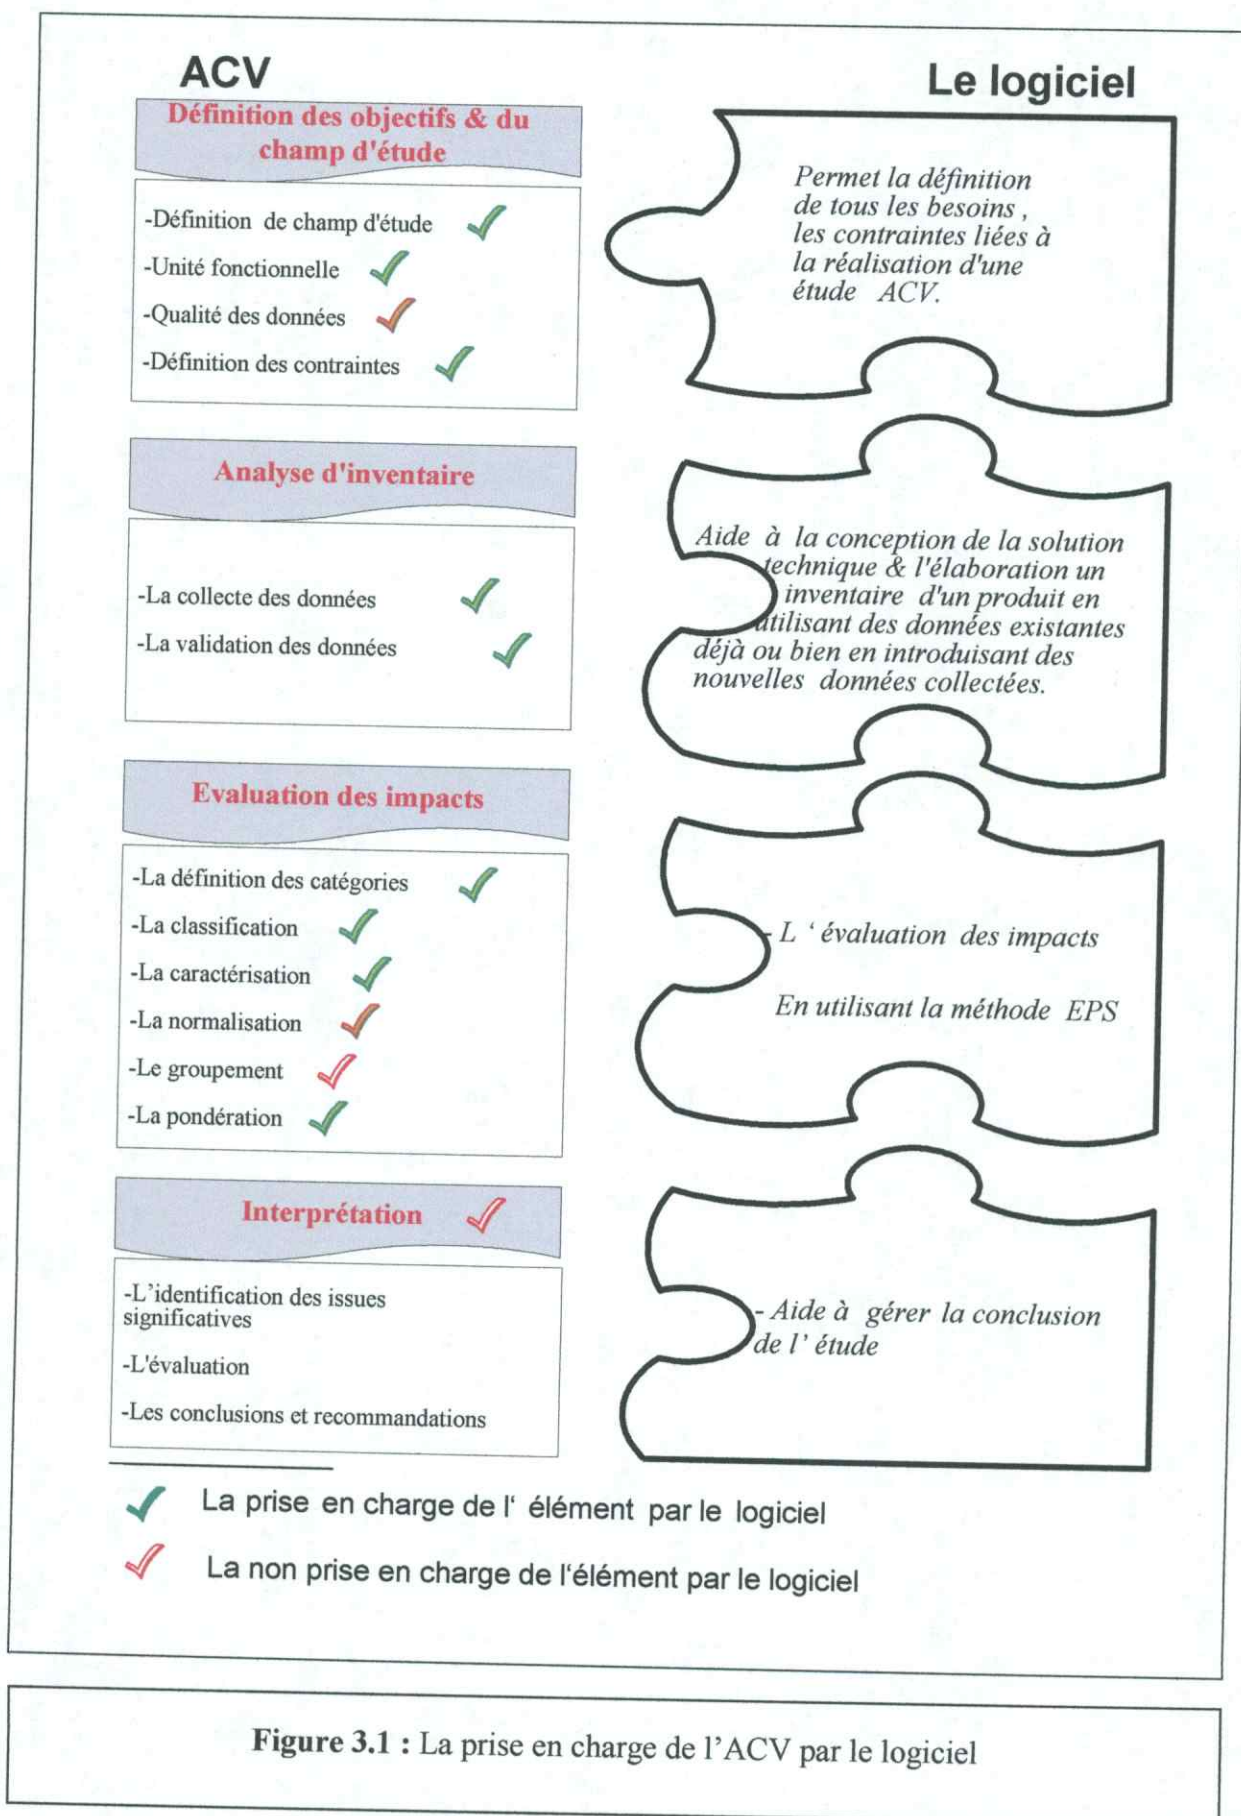 ACV
Le logiciel
Définition des objectifs & du
champ d'étude
-Définition de champ d'étude
-Unité fonctionnelle
-Qualité des données
-Définition des contraintes
Permet la définition
de tous les besoins ,
les contraintes liées à
la réalisation d'une
étude ACV.
Analyse d'inventaire
-La collecte des données
-La validation des données
Aide à la conception de la solution
technique & l'élaboration un
inventaire d'un produit en
utilisant des données existantes
déjà ou bien en introduisant des
nouvelles données collectées.
Evaluation des impacts
-La définition des catégories
-La classification
-La caractérisation
-La normalisation
-Le groupement
-La pondération
- L ‘ évaluation des impacts
En utilisant la méthode EPS
Interprétation
-L’identification des issues
significatives
-L'évaluation
-Les conclusions et recommandations
- Aide à gérer la conclusion
de l’ étude
La prise en charge de l‘ élément par le logiciel
La non prise en charge de l‘élément par le logiciel
Figure 3.1 : La prise en charge de l’ACV par le logiciel